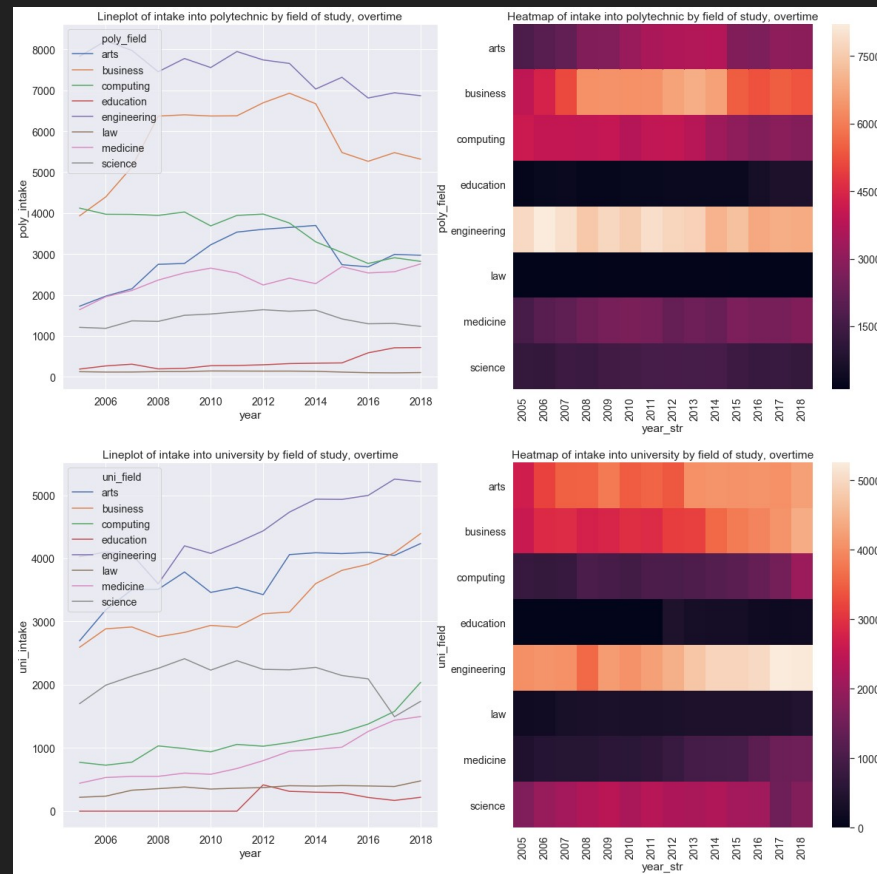 Lineplot of intake into polytechnic by field of study, overtime
poly_field
arts
business
computing
education
engineering
law
medicine
science
8000
7000
6000
5000
4000
3000
2000
1000
0
poly_intake
2006 2008 2010 2012 2014 2016 2018
year
Heatmap of intake into polytechnic by field of study, overtime
arts
business
computing
education
engineering
law
medicine
science
poly_field
2005 2006 2007 2008 2009 2010 2011 2012 2013 2014 2015 2016 2017 2018
year_str
7500
6000
4500
3000
1500
Lineplot of intake into university by field of study, overtime
uni_field
arts
business
computing
education
engineering
law
medicine
science
5000
4000
3000
2000
1000
0
uni_intake
2006 2008 2010 2012 2014 2016 2018
year
Heatmap of intake into university by field of study, overtime
arts
business
computing
education
engineering
law
medicine
science
uni_field
2005 2006 2007 2008 2009 2010 2011 2012 2013 2014 2015 2016 2017 2018
year_str
5000
4000
3000
2000
1000
0